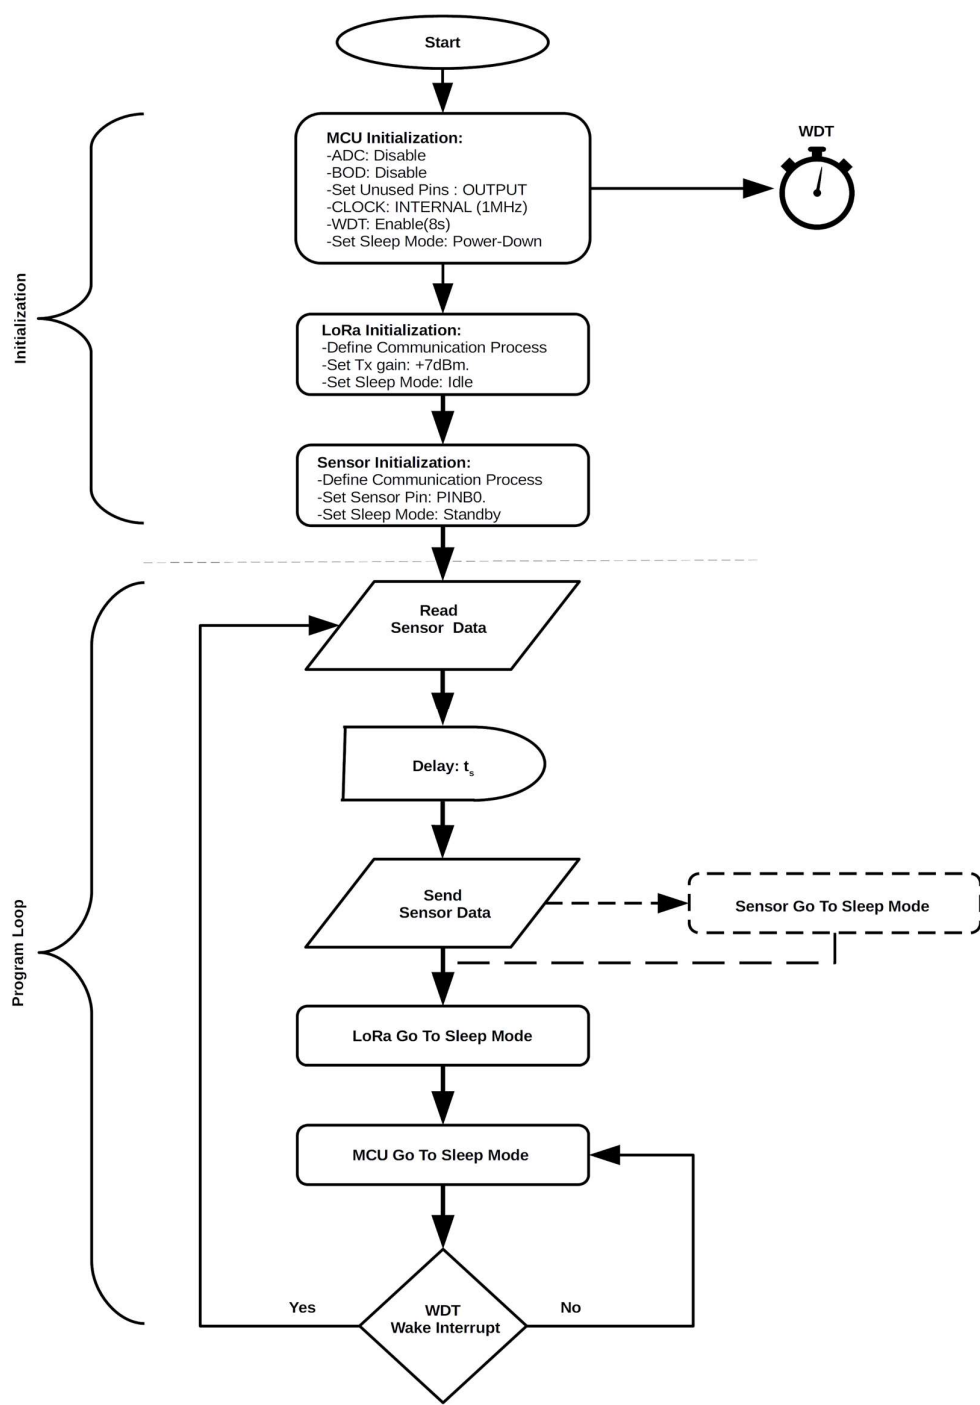 Start
MCU Initialization:
-ADC: Disable
-BOD: Disable
-Set Unused Pins : OUTPUT
-CLOCK: INTERNAL (1MHz)
-WDT: Enable(8s)
-Set Sleep Mode: Power-Down
WDT
Initialization
LoRa Initialization:
-Define Communication Process
-Set Tx gain: +7dBm.
-Set Sleep Mode: Idle
Sensor Initialization:
-Define Communication Process
-Set Sensor Pin: PINB0.
-Set Sleep Mode: Standby
Read
Sensor Data
Delay: ts
Send
Sensor Data
Sensor Go To Sleep Mode
Program Loop
LoRa Go To Sleep Mode
MCU Go To Sleep Mode
Yes
WDT
Wake Interrupt
No